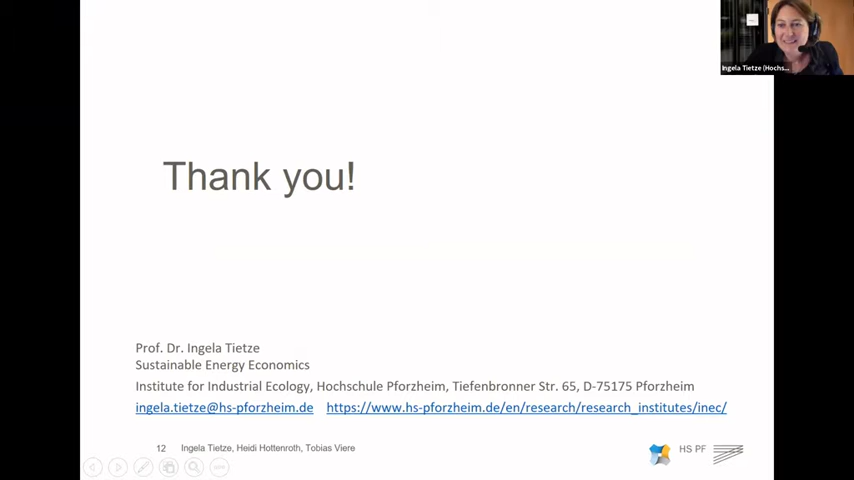 Ingela Tietze (Hochs...
Thank you!
Prof. Dr. Ingela Tietze
Sustainable Energy Economics
Institute for Industrial Ecology, Hochschule Pforzheim, Tiefenbronner Str. 65, D-75175 Pforzheim
ingela.tietze@hs-pforzheim.de https://www.hs-pforzheim.de/en/research/research_institutes/inec/
12 Ingela Tietze, Heidi Hottenroth, Tobias Viere
HS PF